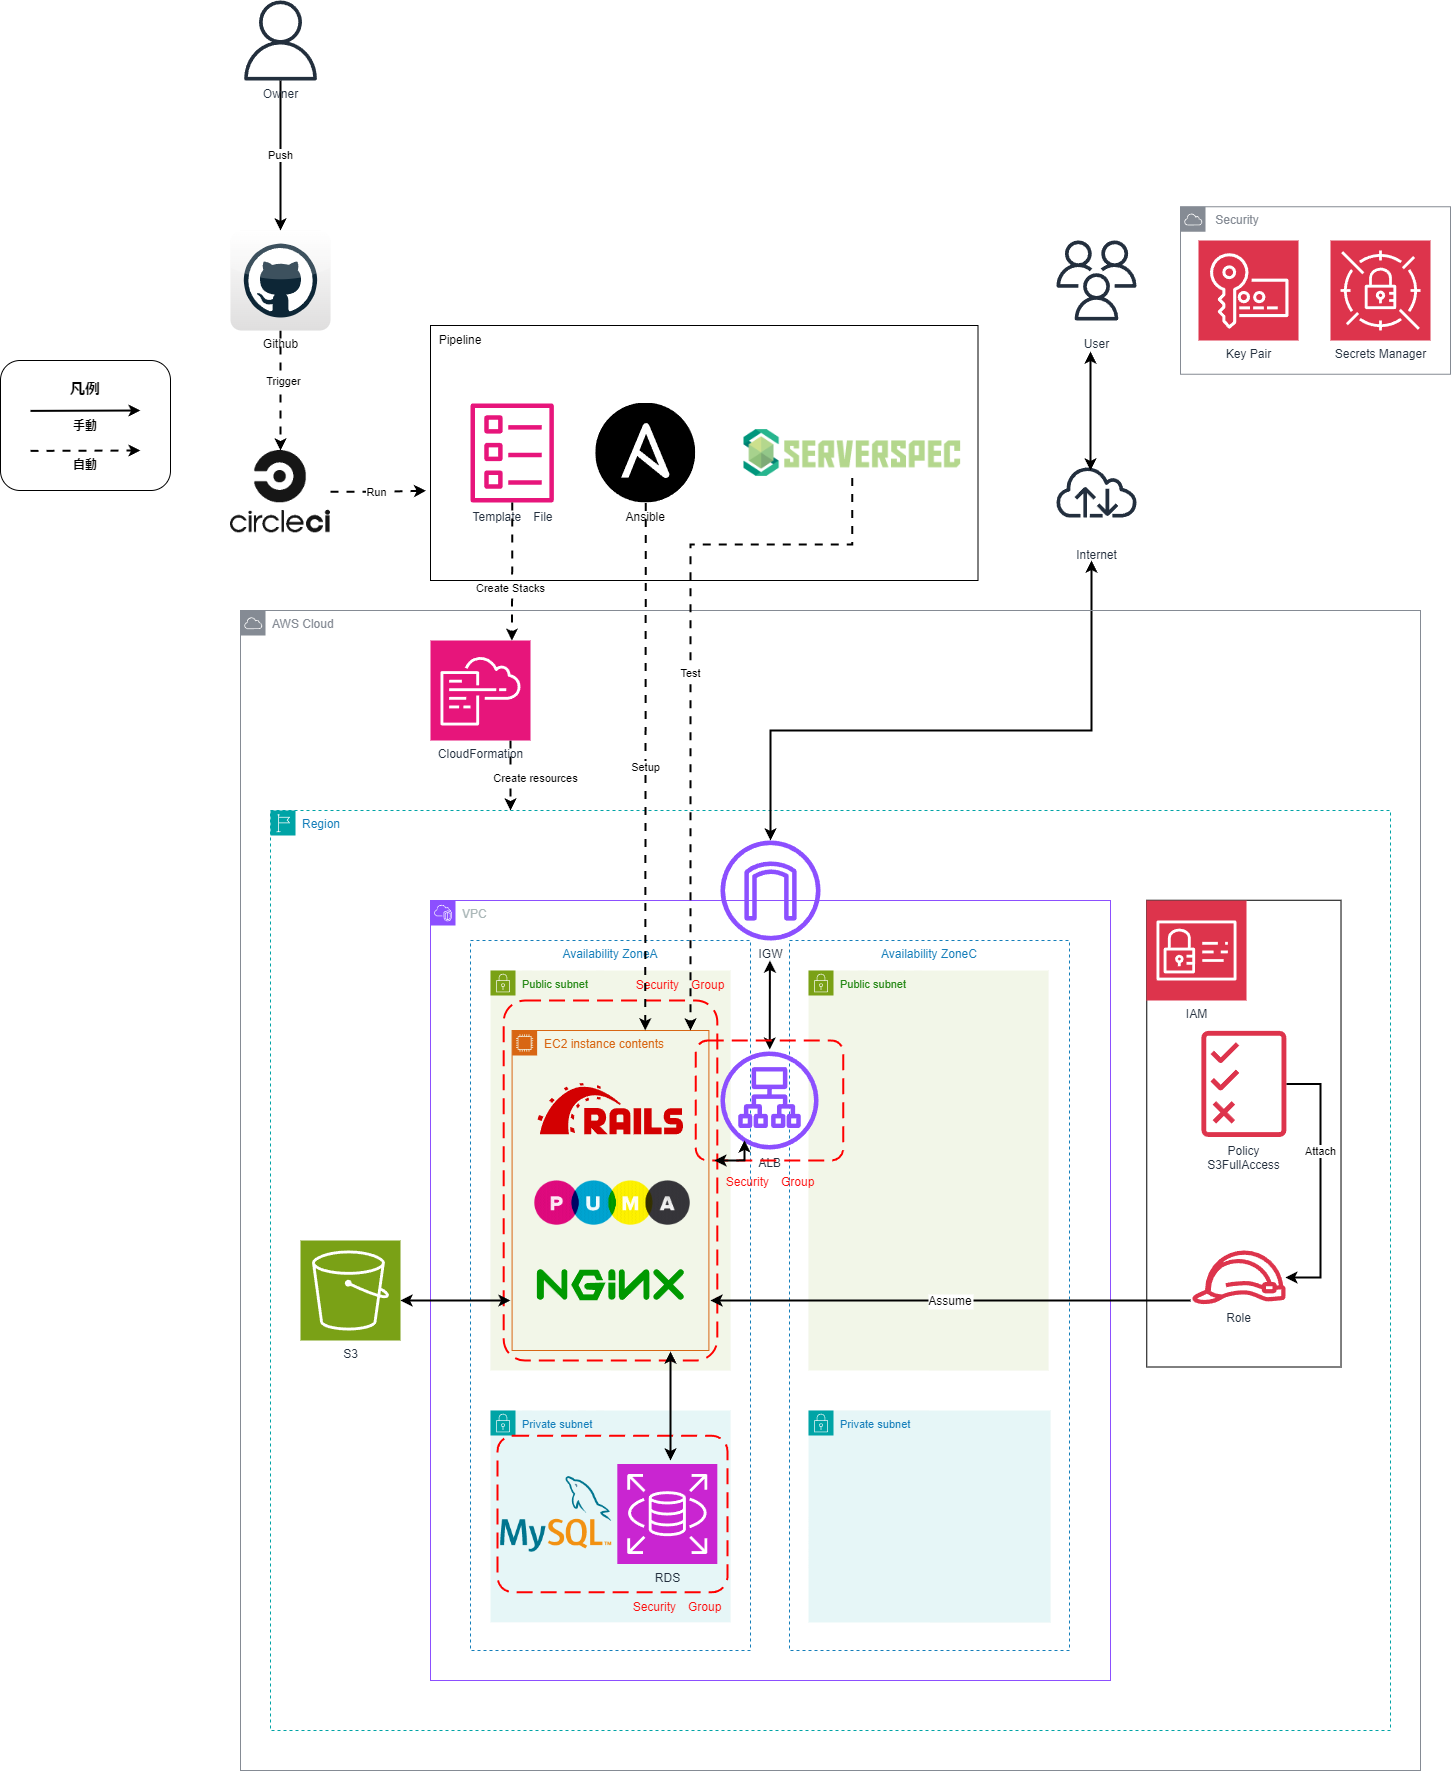 Owner
Push
Github
Trigger
凡例
手動
自動
circleci
Run
Pipeline
Template File
Ansible
SERVERSPEC
User
Internet
Security
Key Pair
Secrets Manager
Create Stacks
AWS Cloud
CloudFormation
Create resources
Test
Setup
Region
VPC
IGW
Availability ZoneA
Availability ZoneC
Public subnet
Security Group
Public subnet
EC2 instance contents
RAILS
PUMA
NGiNX
ALB
Security Group
IAM
Policy
S3FullAccess
Attach
Role
Assume
S3
Private subnet
Private subnet
MySQL™
RDS
Security Group